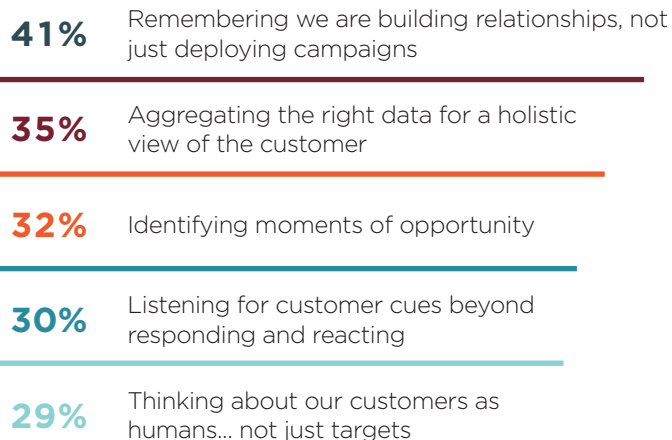 41%
Remembering we are building relationships, not
just deploying campaigns
35%
Aggregating the right data for a holistic
view of the customer
32%
Identifying moments of opportunity
30%
Listening for customer cues beyond
responding and reacting
29%
Thinking about our customers as
humans... not just targets